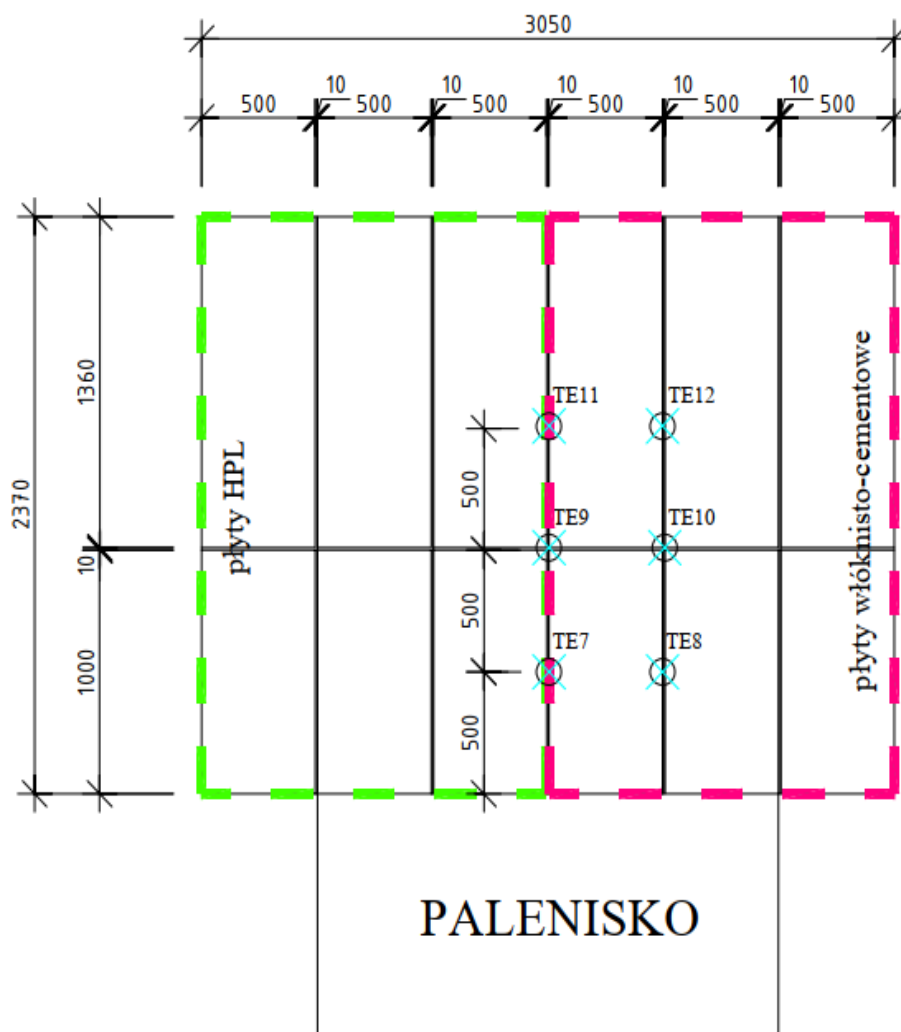 3050
10 10 10 10 10
500 500 500 500 500 500
TE11 TE12
1360
płyty HPL
płyty włóknisto-cementowe
500
2370
TE9 TE10
10
500
TE7 TE8
1000
500
PALENISKO